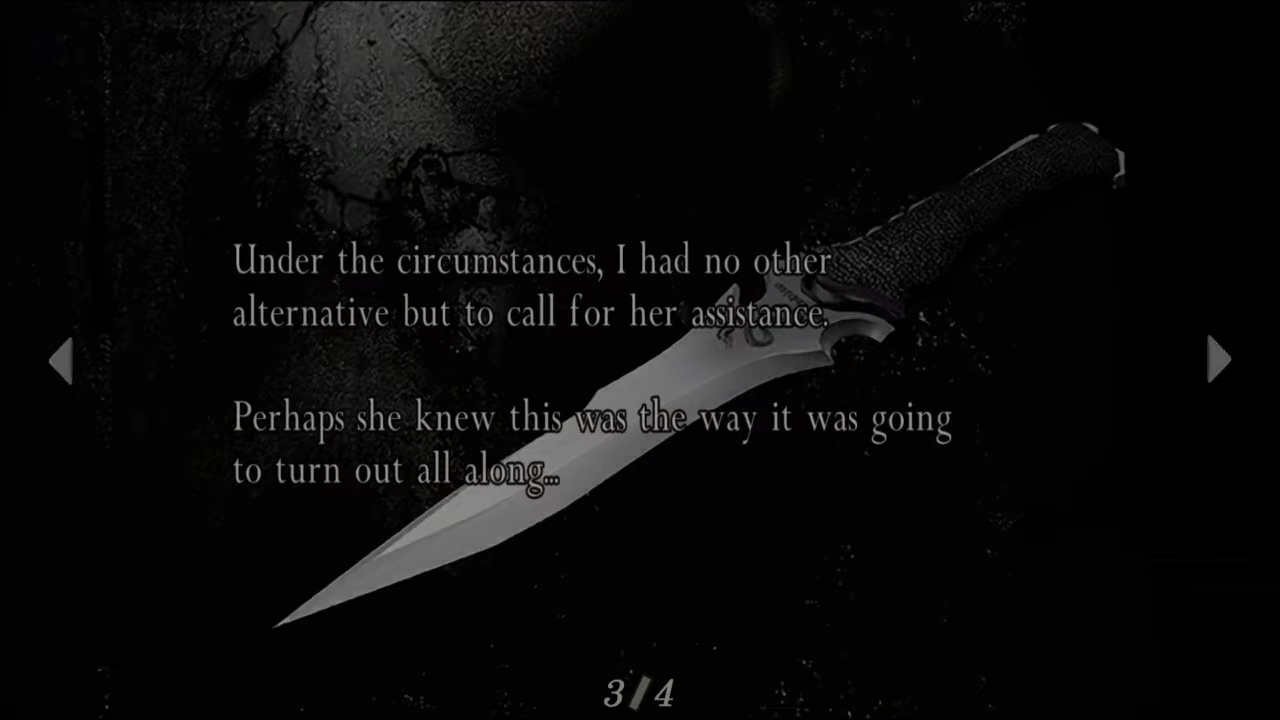 Under the circumstances, I had no other
alternative but to call for her assistance.
Perhaps she knew this was the way it was going
to turn out all along...
3/4